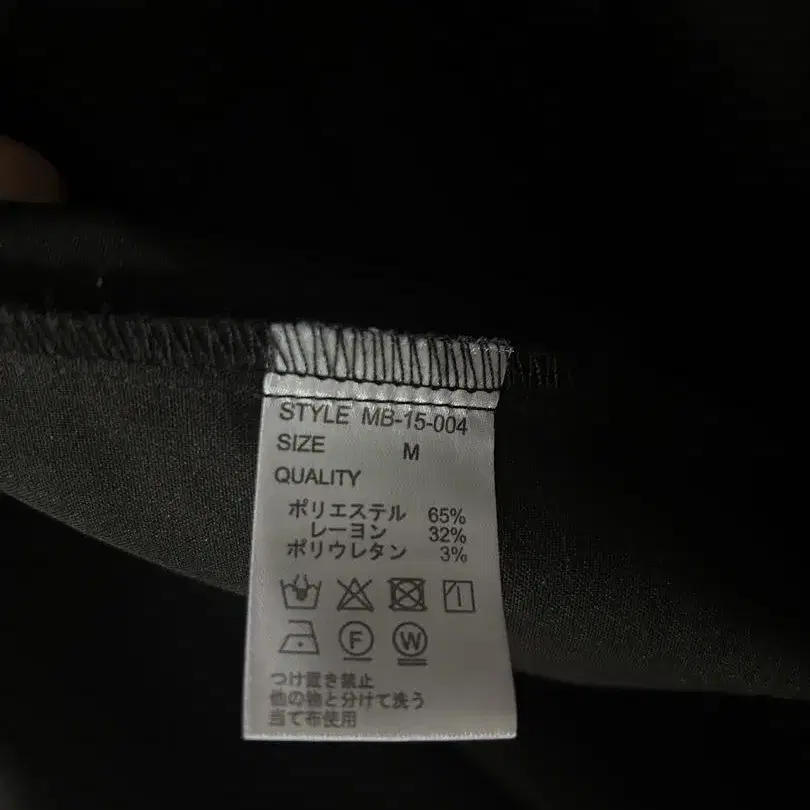 STYLE MB-15-004
SIZE M
QUALITY
ポリエステル 65%
レーヨン 32%
ポリウレタン 3%
F W
つけ置き禁止
他の物と分けて洗う
当て布使用